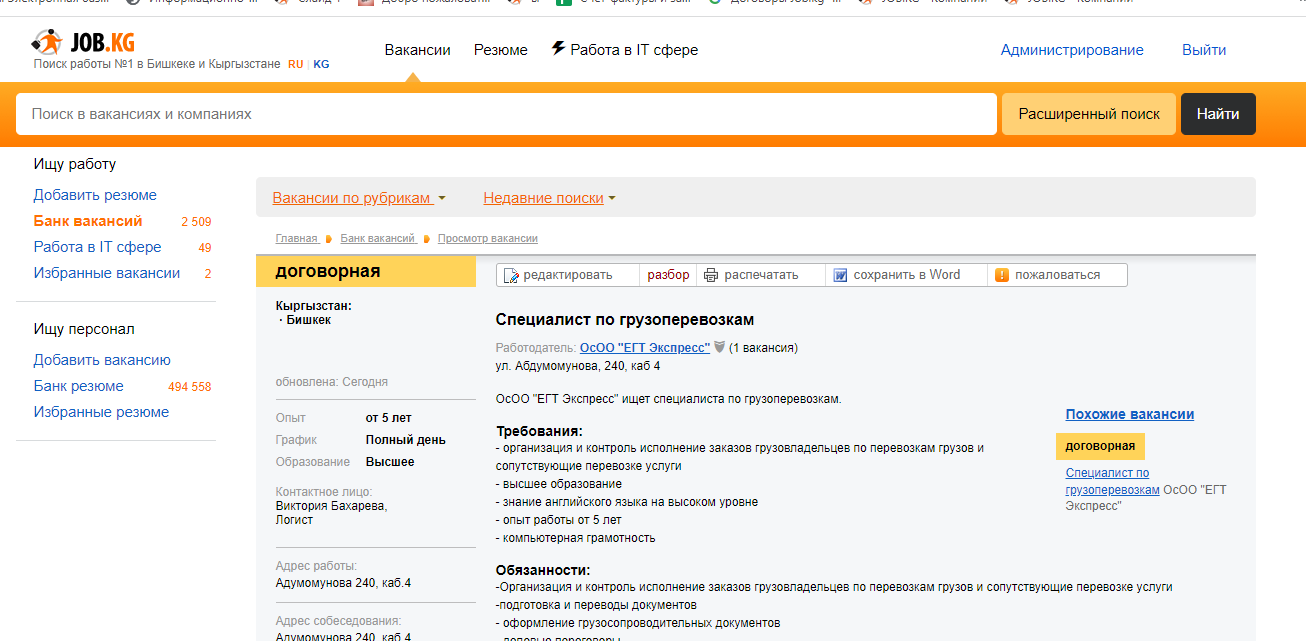 JOB.KG
Поиск работы №1 в Бишкеке и Кыргызстане RU | KG
Вакансии Резюме Работа в IT сфере
Администрирование Выйти
Поиск в вакансиях и компаниях
Расширенный поиск
Найти
Ищу работу
Добавить резюме
Банк вакансий 2 509
Работа в IT сфере 49
Избранные вакансии 2
Ищу персонал
Добавить вакансию
Банк резюме 494 558
Избранные резюме
Вакансии по рубрикам Недавние поиски
Главная Банк вакансий Просмотр вакансии
договорная
Кыргызстан:
· Бишкек
обновлена: Сегодня
Опыт от 5 лет
График Полный день
Образование Высшее
Контактное лицо:
Виктория Бахарева,
Логист
Адрес работы:
Адумомунова 240, каб.4
Адрес собеседования:
Адумомунова 240, каб.4
редактировать разбор распечатать сохранить в Word пожаловаться
Специалист по грузоперевозкам
Работодатель: ОсОО "ЕГТ Экспресс" (1 вакансия)
ул. Абдумомунова, 240, каб 4
ОсОО "ЕГТ Экспресс" ищет специалиста по грузоперевозкам.
Требования:
- организация и контроль исполнение заказов грузовладельцев по перевозкам грузов и
сопутствующие перевозке услуги
- высшее образование
- знание английского языка на высоком уровне
- опыт работы от 5 лет
- компьютерная грамотность
Обязанности:
-Организация и контроль исполнение заказов грузовладельцев по перевозкам грузов и сопутствующие перевозке услуги
-подготовка и переводы документов
- оформление грузосопроводительных документов
- деловые переговоры
Похожие вакансии
договорная
Специалист по
грузоперевозкам ОсОО "ЕГТ
Экспресс"